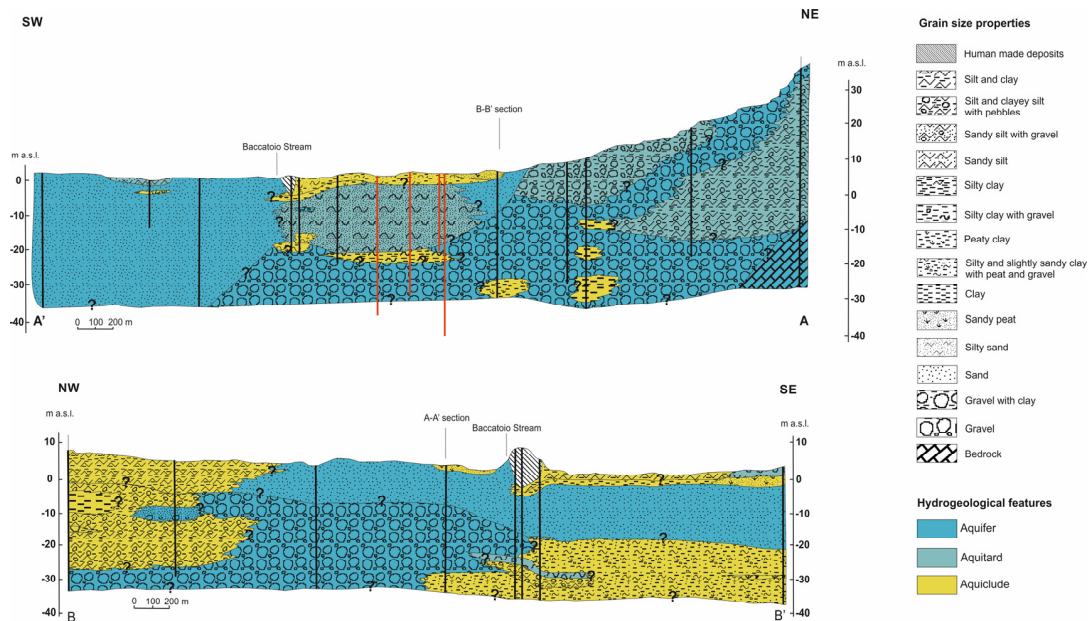 SW
NE
Grain size properties
Human made deposits
Silt and clay
Silt and clayey silt
with pebbles
Sandy silt with gravel
Sandy silt
Silty clay
Silty clay with gravel
Peaty clay
Silty and slightly sandy clay
with peat and gravel
Clay
Sandy peat
Silty sand
Sand
Gravel with clay
Gravel
Bedrock
Hydrogeological features
Aquifer
Aquitard
Aquiclude
m a.s.l.
30
20
10
0
-10
-20
-30
-40
B-B' section
Baccatoio Stream
m a.s.l.
0
-10
-20
-30
-40
A'
A
0 100 200 m
? ? ? ? ? ? ? ? ? ? ? ? ? ?
NW
SE
m a.s.l.
10
0
-10
-20
-30
-40
A-A' section
Baccatoio Stream
m a.s.l.
10
0
-10
-20
-30
-40
B
B'
0 100 200 m
? ? ? ? ? ? ? ? ? ? ? ? ? ?